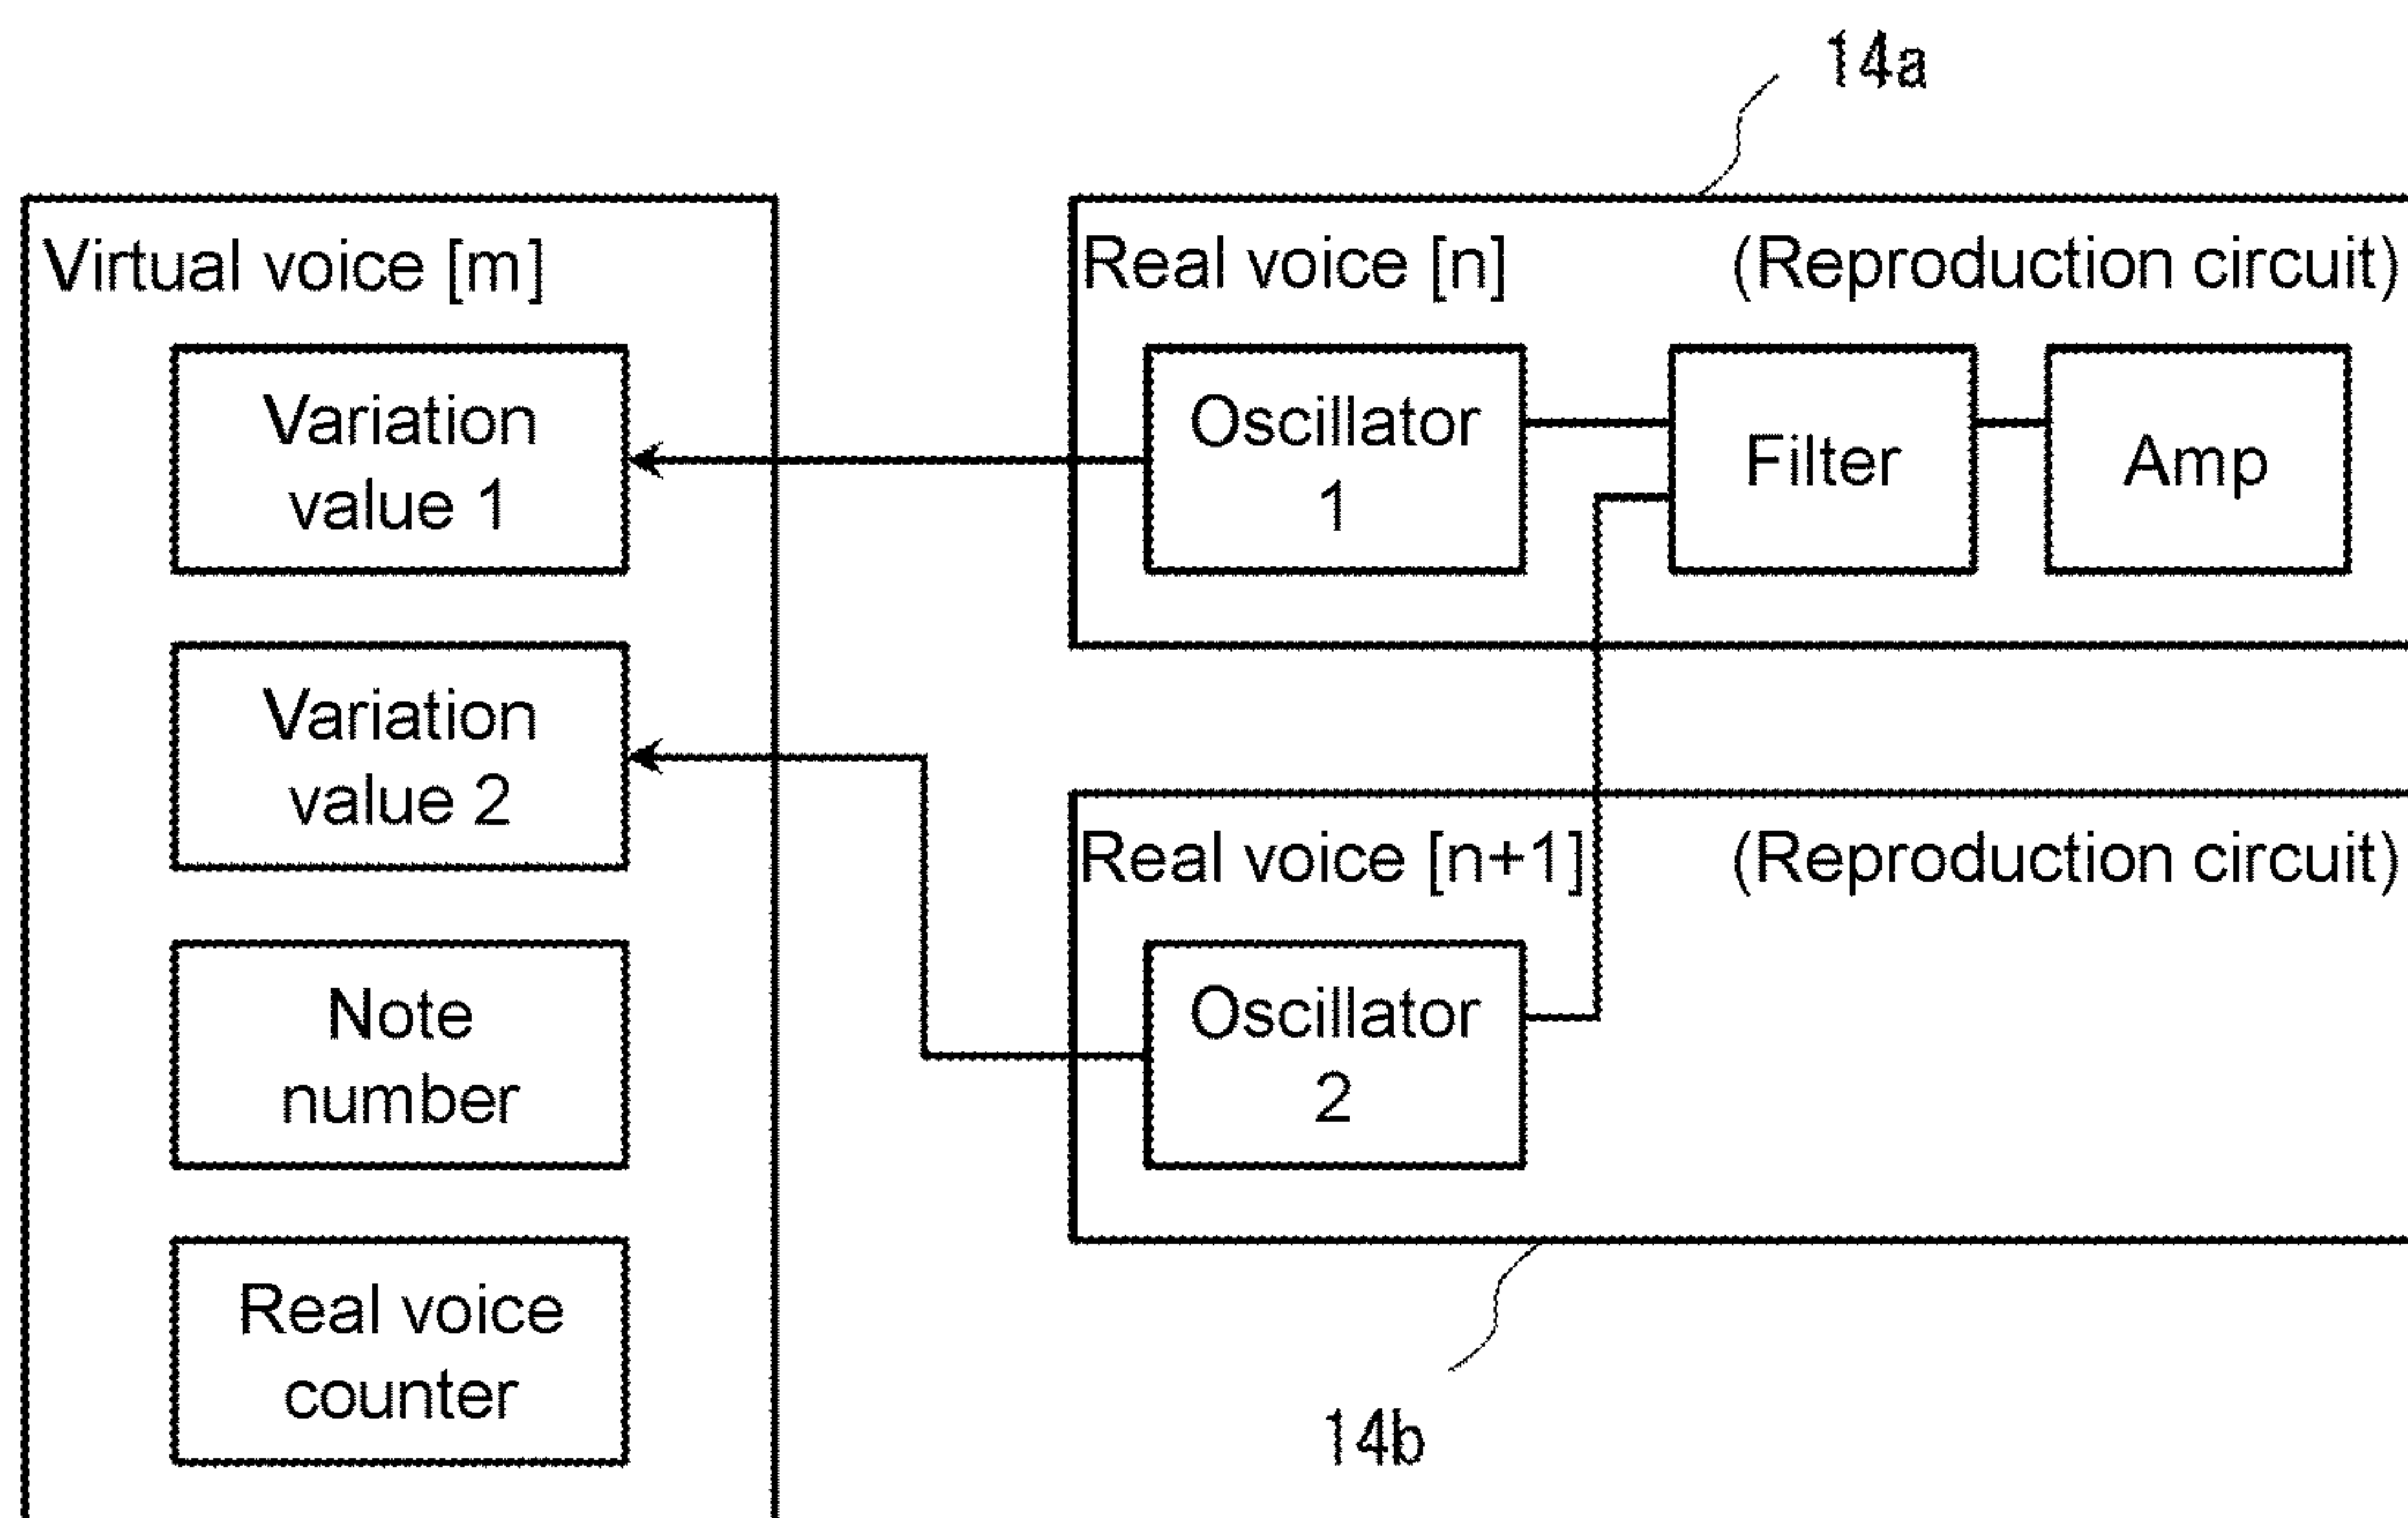 14a
Virtual voice [m]
Variation
value 1
Variation
value 2
Note
number
Real voice
counter
Real voice [n]
(Reproduction circuit)
Oscillator
1
Filter
Amp
Real voice [n+1]
(Reproduction circuit)
Oscillator
2
14b